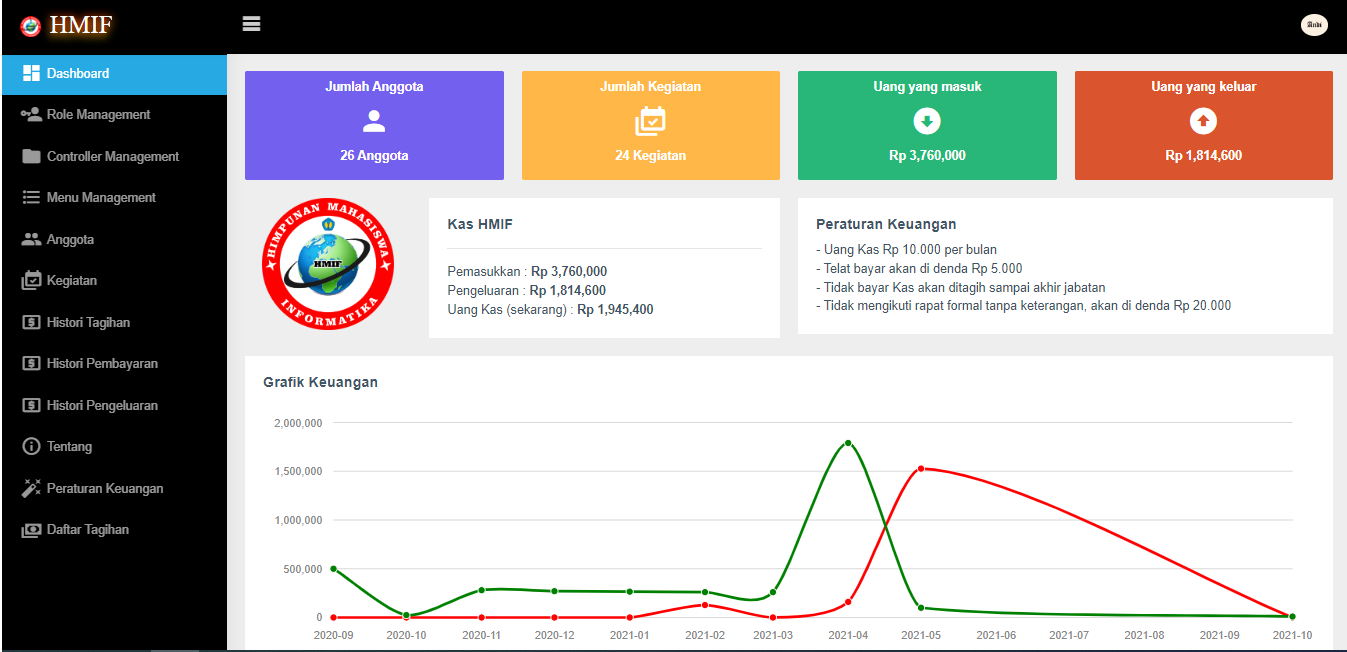 HMIF
Dashboard
Role Management
Controller Management
Menu Management
Anggota
Kegiatan
Histori Tagihan
Histori Pembayaran
Histori Pengeluaran
Tentang
Peraturan Keuangan
Daftar Tagihan
Jumlah Anggota
26 Anggota
Jumlah Kegiatan
24 Kegiatan
Uang yang masuk
Rp 3,760,000
Uang yang keluar
Rp 1,814,600
HIMPUNAN MAHASISWA
HMIF
INFORMATIKA
Kas HMIF
Pemasukkan : Rp 3,760,000
Pengeluaran : Rp 1,814,600
Uang Kas (sekarang) : Rp 1,945,400
Peraturan Keuangan
- Uang Kas Rp 10.000 per bulan
- Telat bayar akan di denda Rp 5.000
- Tidak bayar Kas akan ditagih sampai akhir jabatan
- Tidak mengikuti rapat formal tanpa keterangan, akan di denda Rp 20.000
Grafik Keuangan
2,000,000
1,500,000
1,000,000
500,000
0
2020-09 2020-10 2020-11 2020-12 2021-01 2021-02 2021-03 2021-04 2021-05 2021-06 2021-07 2021-08 2021-09 2021-10